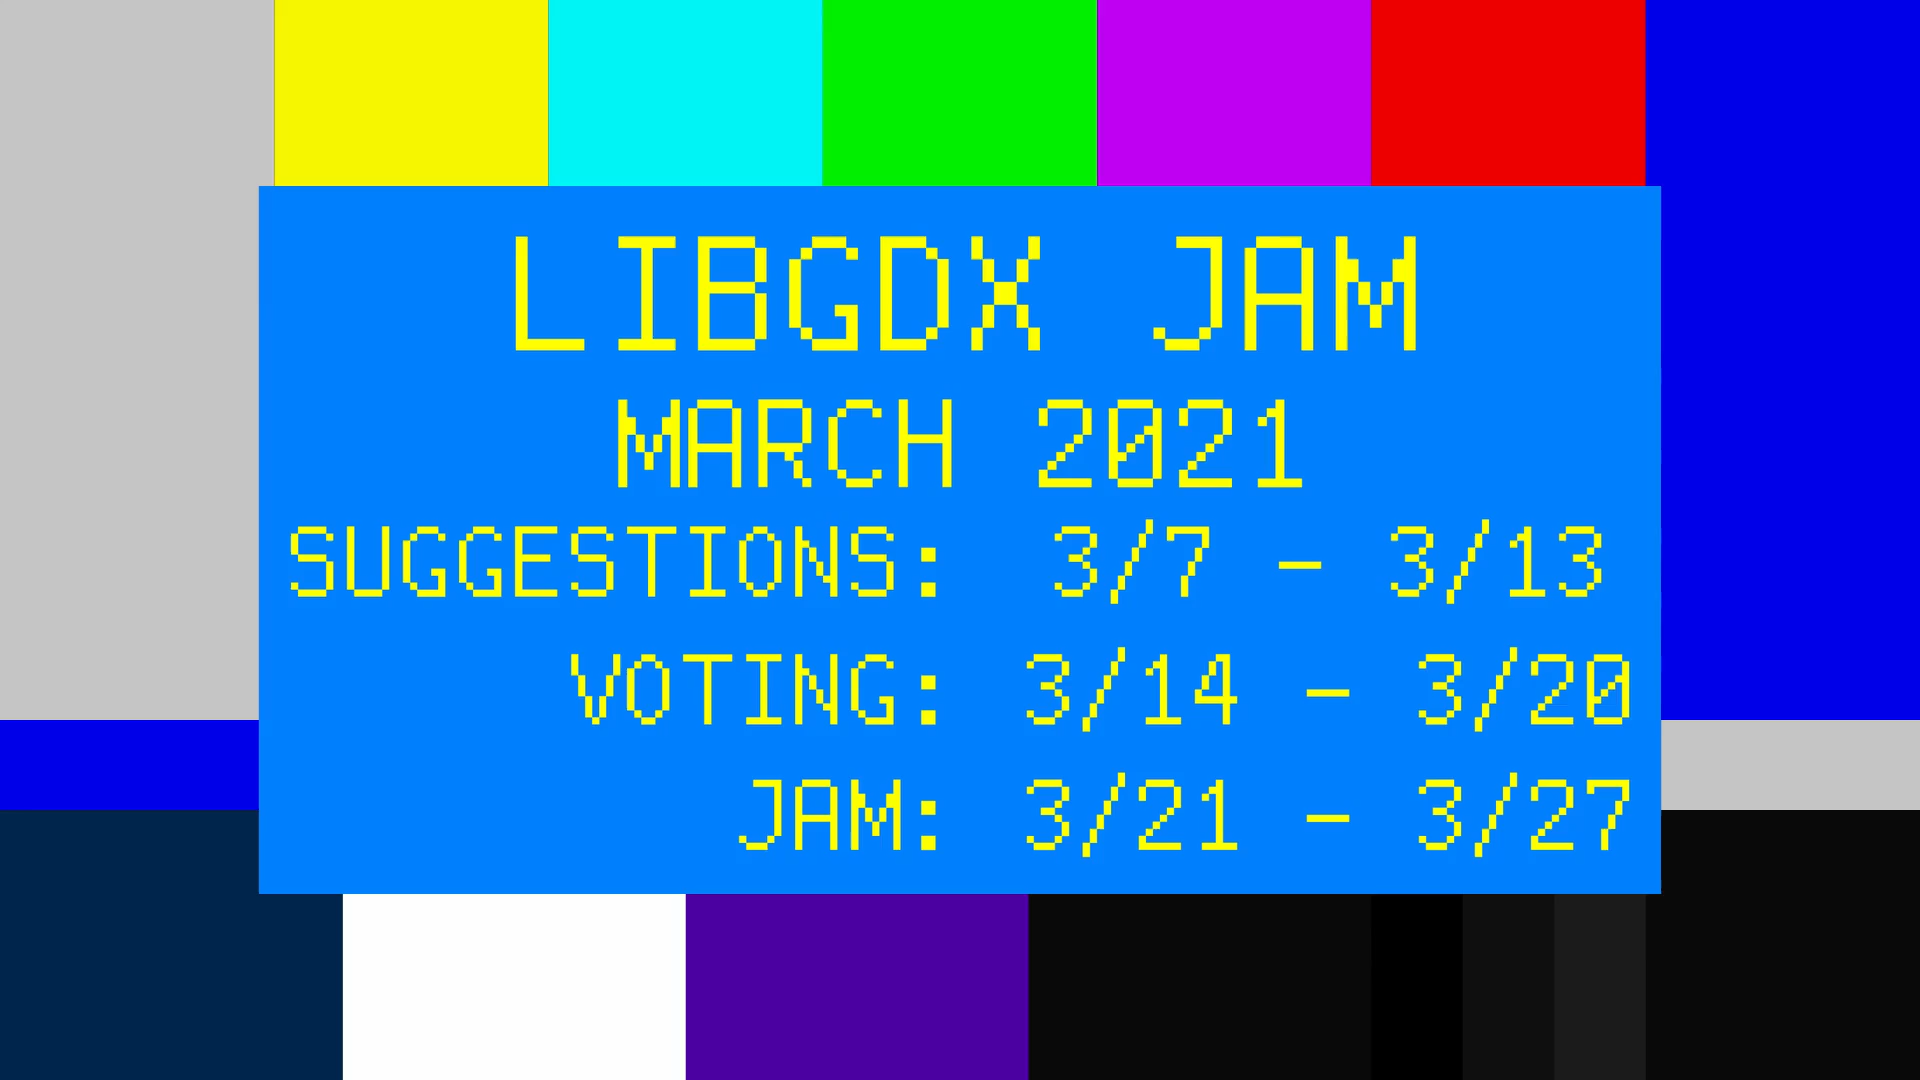 LIBGDX JAM
MARCH 2021
SUGGESTIONS: 3/7 - 3/13
VOTING: 3/14 - 3/20
JAM: 3/21 - 3/27